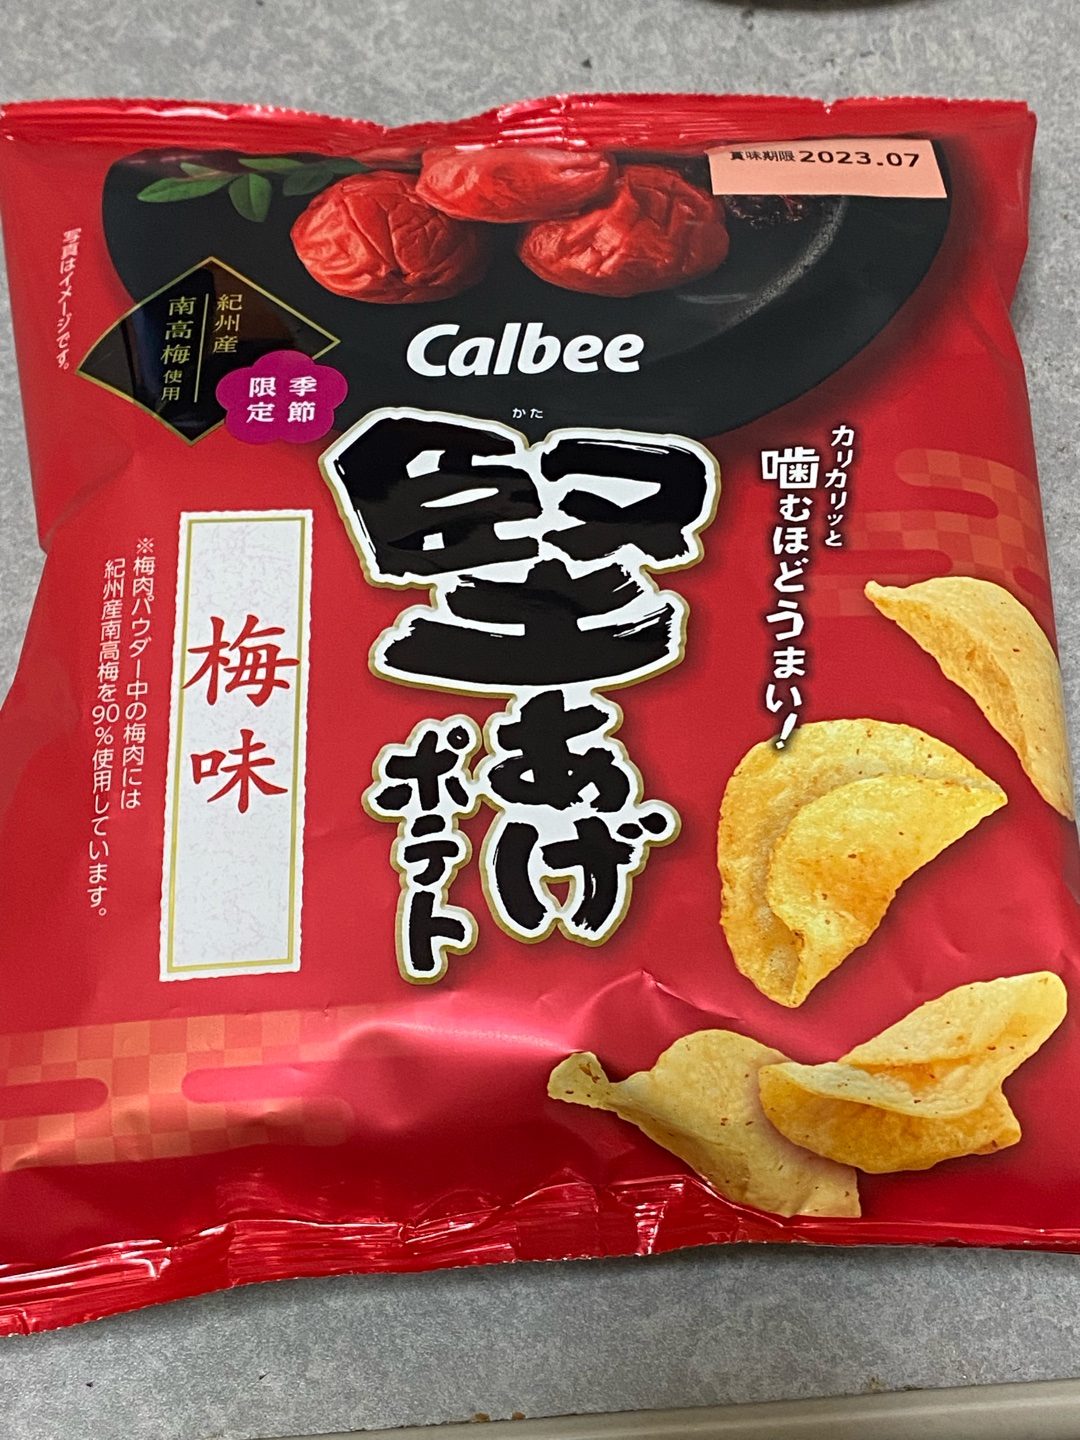 賞味期限 2023.07
写真はイメージです。
紀州産
南高梅使用
季節
限定
Calbee
かた
堅あげ
ポテト
カリカリッと
噛むほどうまい！
梅味
※梅肉パウダー中の梅肉には
紀州産南高梅を90%使用しています。